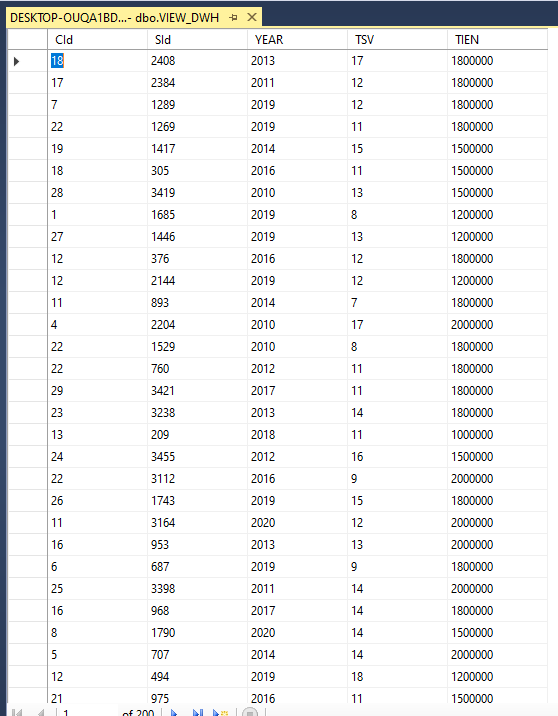 DESKTOP-OUQA1BD...- dbo.VIEW_DWH
CId SId YEAR TSV TIEN
18 2408 2013 17 1800000
17 2384 2011 12 1800000
7 1289 2019 12 1800000
22 1269 2019 11 1800000
19 1417 2014 15 1500000
18 305 2016 11 1500000
28 3419 2010 13 1500000
1 1685 2019 8 1200000
27 1446 2019 13 1200000
12 376 2016 12 1800000
12 2144 2019 12 1200000
11 893 2014 7 1800000
4 2204 2010 17 2000000
22 1529 2010 8 1800000
22 760 2012 11 1800000
29 3421 2017 11 1800000
23 3238 2013 14 1800000
13 209 2018 11 1000000
24 3455 2012 16 1500000
22 3112 2016 9 2000000
26 1743 2019 15 1800000
11 3164 2020 12 2000000
16 953 2013 13 2000000
6 687 2019 9 1800000
25 3398 2011 14 2000000
16 968 2017 14 1800000
8 1790 2020 14 1500000
5 707 2014 14 2000000
12 494 2019 18 1200000
21 975 2016 11 1500000
1 of 200